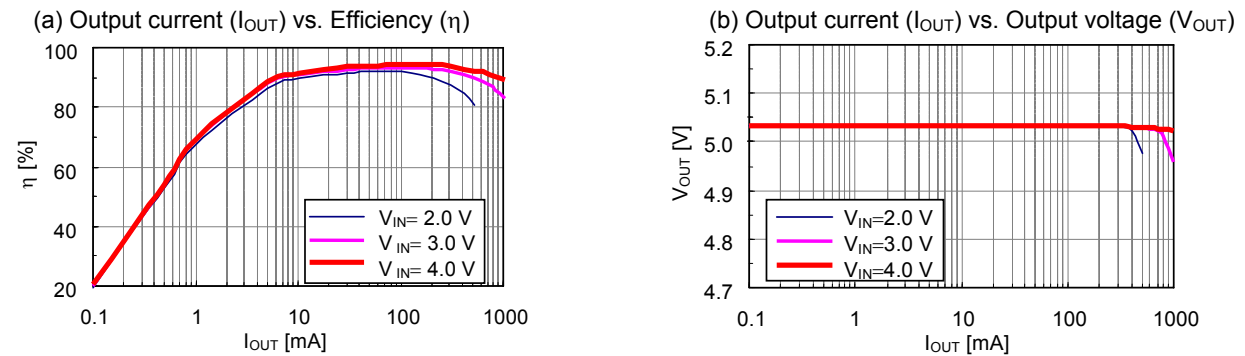 (a) Output current (IOUT) vs. Efficiency (η)
100
80
60
40
20
η [%]
VIN= 2.0 V
VIN= 3.0 V
VIN= 4.0 V
0.1 1 10 100 1000
IOUT [mA]
(b) Output current (IOUT) vs. Output voltage (VOUT)
5.2
5.1
5.0
4.9
4.8
4.7
VOUT [V]
VIN=2.0 V
VIN=3.0 V
VIN=4.0 V
0.1 1 10 100 1000
IOUT [mA]